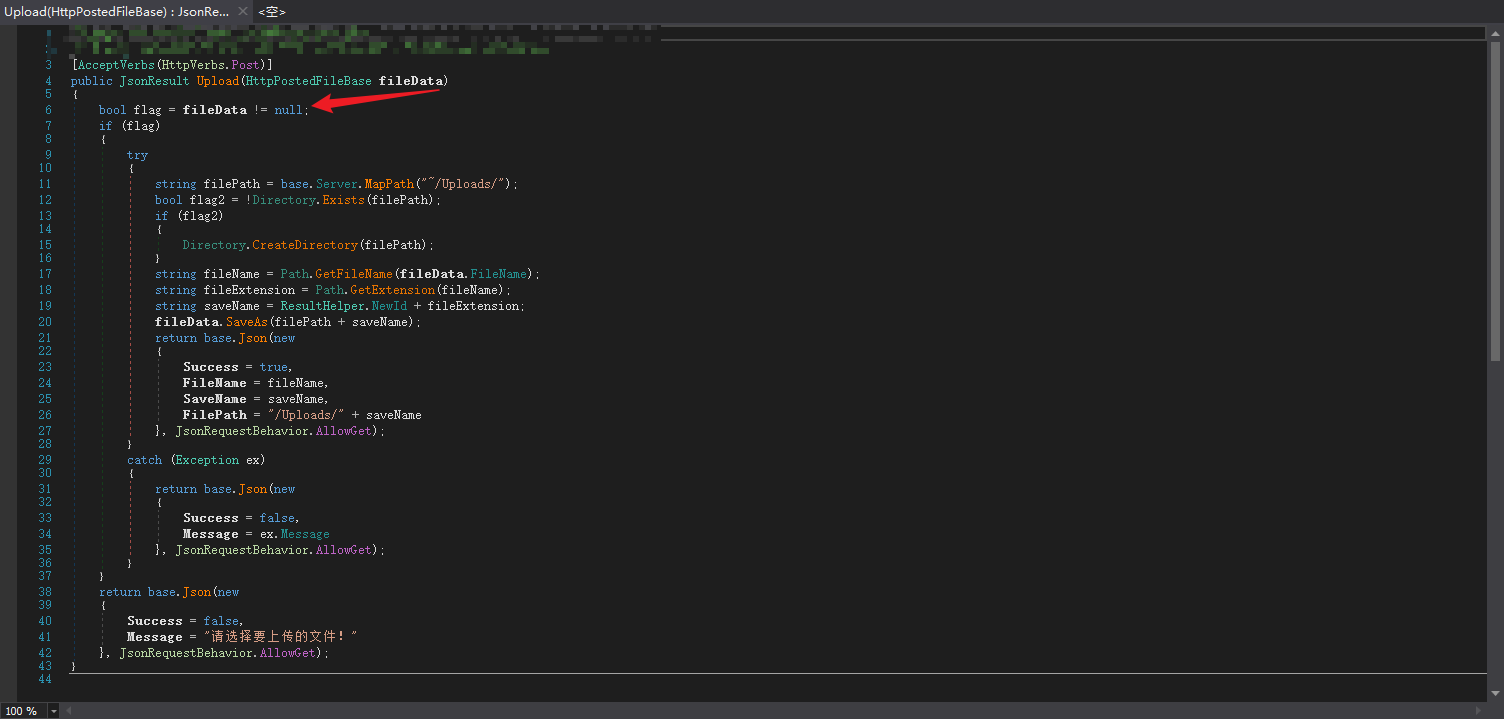 Upload(HttpPostedFileBase) : JsonRe... ✕ <空>
3 [AcceptVerbs(HttpVerbs.Post)]
4 public JsonResult Upload(HttpPostedFileBase fileData)
5 {
6 bool flag = fileData != null;
7 if (flag)
8 {
9 try
10 {
11 string filePath = base.Server.MapPath("~/Uploads/");
12 bool flag2 = !Directory.Exists(filePath);
13 if (flag2)
14 {
15 Directory.CreateDirectory(filePath);
16 }
17 string fileName = Path.GetFileName(fileData.FileName);
18 string fileExtension = Path.GetExtension(fileName);
19 string saveName = ResultHelper.NewId + fileExtension;
20 fileData.SaveAs(filePath + saveName);
21 return base.Json(new
22 {
23 Success = true,
24 FileName = fileName,
25 SaveName = saveName,
26 FilePath = "/Uploads/" + saveName
27 }, JsonRequestBehavior.AllowGet);
28 }
29 catch (Exception ex)
30 {
31 return base.Json(new
32 {
33 Success = false,
34 Message = ex.Message
35 }, JsonRequestBehavior.AllowGet);
36 }
37 }
38 return base.Json(new
39 {
40 Success = false,
41 Message = "请选择要上传的文件！"
42 }, JsonRequestBehavior.AllowGet);
43 }
44
100 %